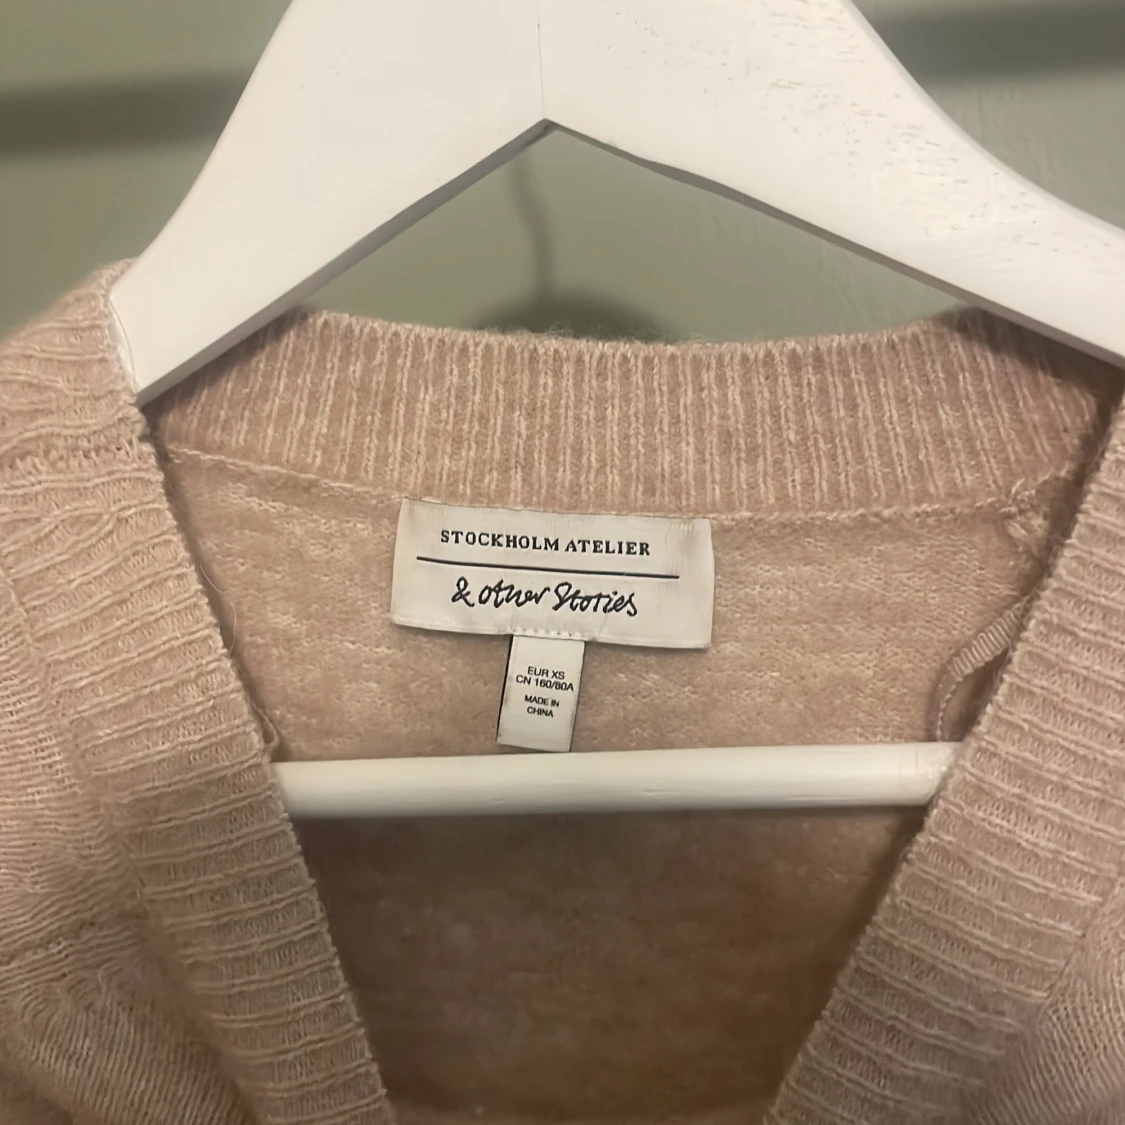 STOCKHOLM ATELIER
& other Stories
EUR XS
CN 160/80A
MADE IN
CHINA